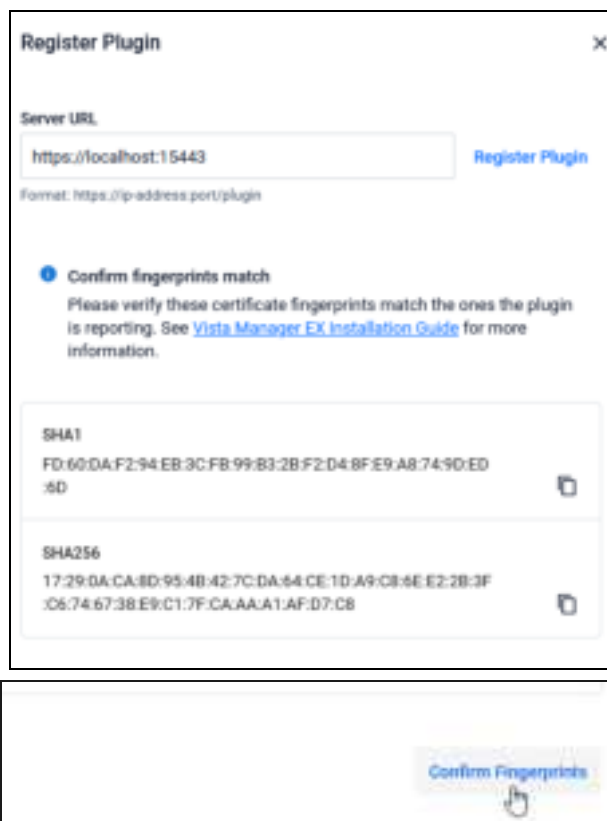 Register Plugin
Server URL
https://localhost:15443
Register Plugin
Format: https://ip-address:port/plugin
Confirm fingerprints match
Please verify these certificate fingerprints match the ones the plugin
is reporting. See Vista Manager EX Installation Guide for more
information.
SHA1
FD:60:DA:F2:94:EB:3C:FB:99:B3:2B:F2:D4:8F:E9:A8:74:9D:ED
:6D
SHA256
17:29:0A:CA:8D:95:4B:42:7C:DA:64:CE:1D:A9:C8:6E:E2:2B:3F
:C6:74:67:38:E9:C1:7F:CA:AA:A1:AF:D7:C8
Confirm Fingerprints